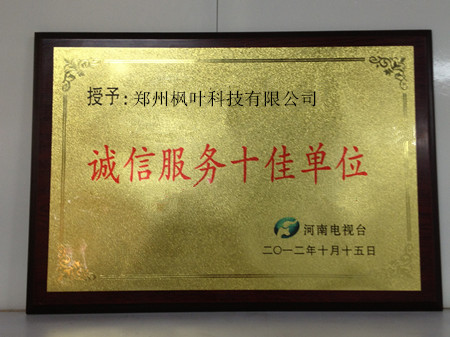 授予:郑州枫叶科技有限公司
诚信服务十佳单位
河南电视台
二〇一二年十月十五日